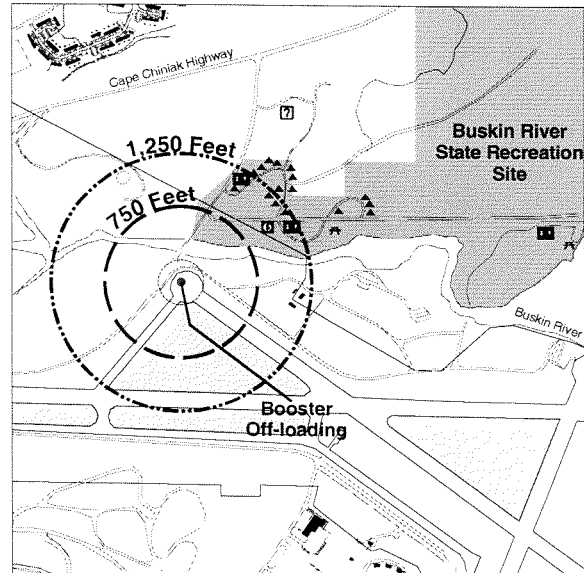 Cape Chiniak Highway
?
1,250 Feet
Buskin River
State Recreation
Site
750 Feet
Buskin River
Booster
Off-loading